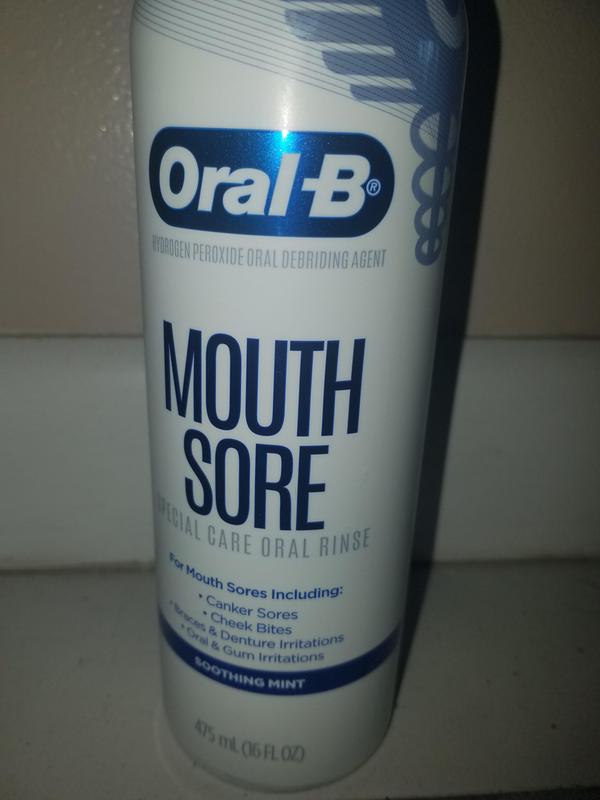 Oral-B®
HYDROGEN PEROXIDE ORAL DEBRIDING AGENT
MOUTH
SORE
SPECIAL CARE ORAL RINSE
For Mouth Sores Including:
• Canker Sores
• Cheek Bites
• Braces & Denture Irritations
• Oral & Gum Irritations
SOOTHING MINT
475 mL (16 FL OZ)